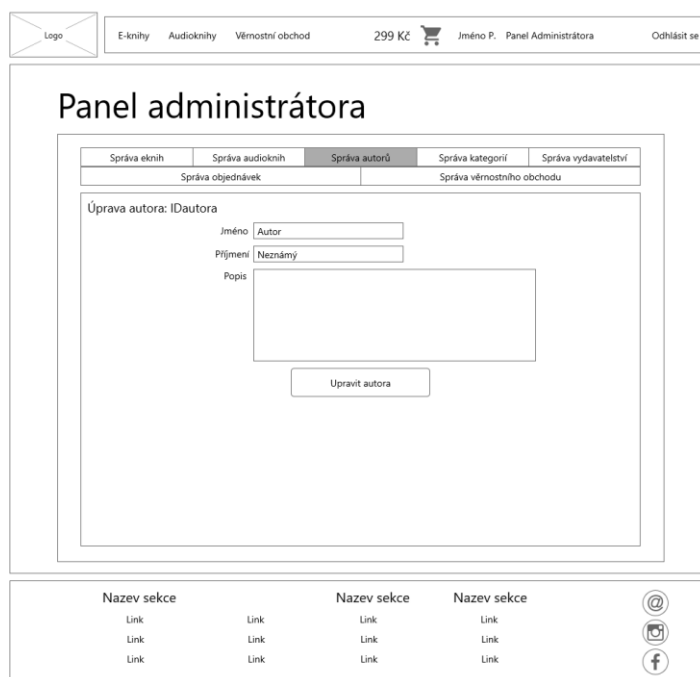 Logo E-knihy Audioknihy Věrnostní obchod 299 Kč Jméno P. Panel Administrátora Odhlásit se
Panel administrátora
Správa eknih Správa audioknih Správa autorů Správa kategorií Správa vydavatelství
Správa objednávek Správa věrnostního obchodu
Úprava autora: IDautora
Jméno Autor
Příjmení Neznámý
Popis
Upravit autora
Nazev sekce Nazev sekce Nazev sekce
Link Link Link Link
Link Link Link Link
Link Link Link Link